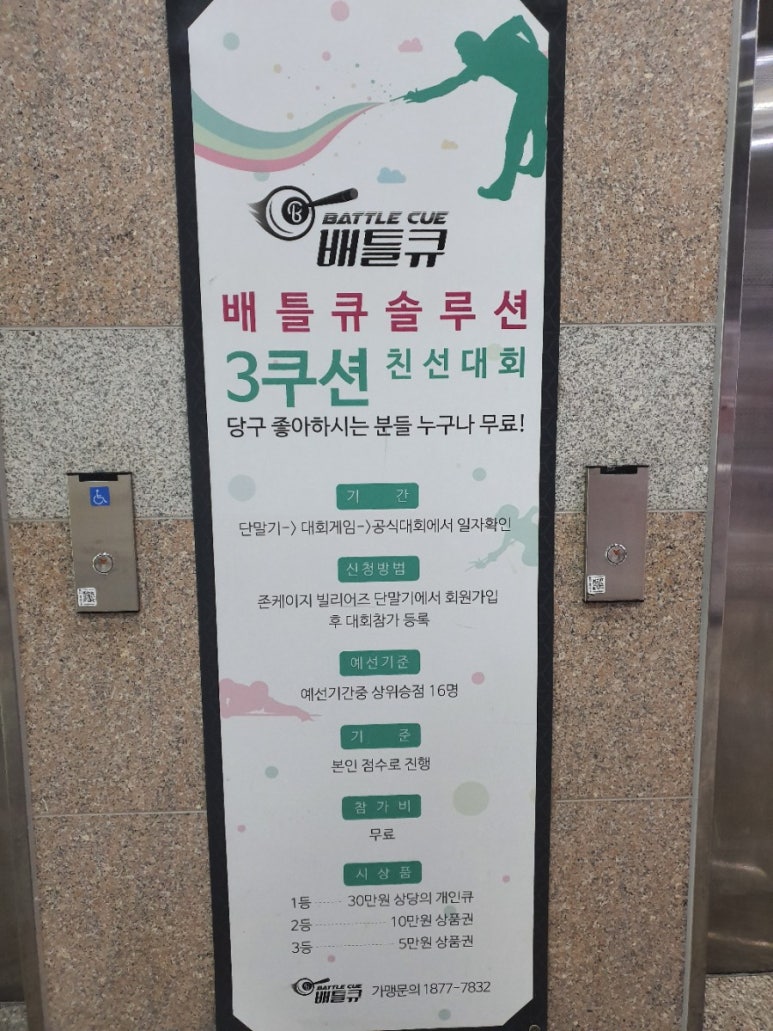 BATTLE CUE
배틀큐
배틀큐솔루션
3쿠션 친선대회
당구 좋아하시는 분들 누구나 무료!
기 간
단말기-> 대회게임->공식대회에서 일자확인
신청방법
존케이지 빌리어즈 단말기에서 회원가입
후 대회참가 등록
예선기준
예선기간중 상위승점 16명
기 준
본인 점수로 진행
참 가 비
무료
시 상 품
1등 ······· 30만원 상당의 개인큐
2등 ··················· 10만원 상품권
3등 ····················· 5만원 상품권
BATTLE CUE
배틀큐 가맹문의 1877-7832